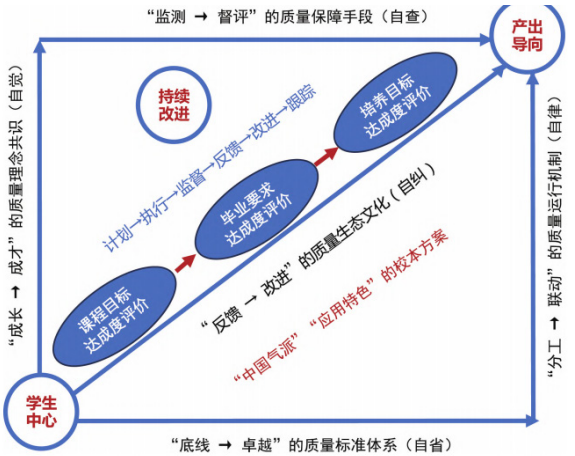 “监测 → 督评”的质量保障手段（自查）
产出
导向
持续
改进
“成长 → 成才”的质量理念共识（自觉）
计划→执行→监督→反馈→改进→跟踪
培养目标
达成度评价
毕业要求
达成度评价
课程目标
达成度评价
“反馈 → 改进”的质量生态文化（自纠）
“中国气派”“应用特色”的校本方案
“分工 → 联动”的质量运行机制（自律）
学生
中心
“底线 → 卓越”的质量标准体系（自省）